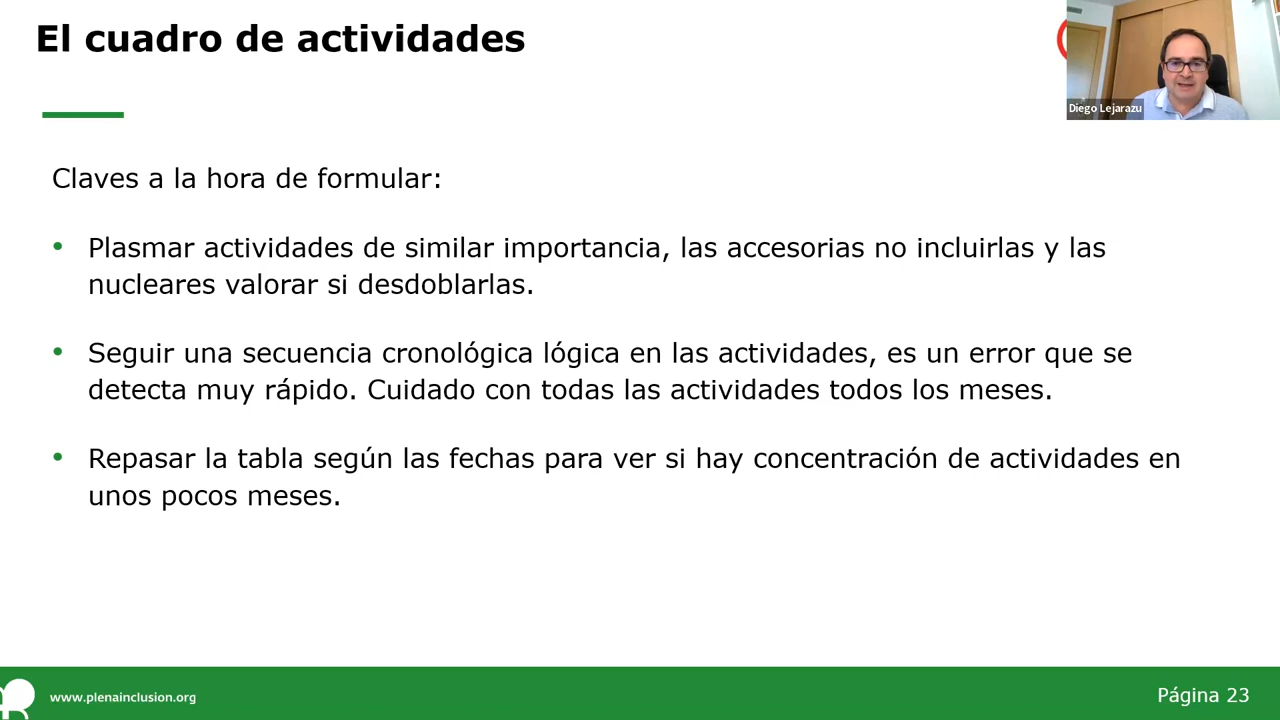 El cuadro de actividades
Diego Lejarazu
Claves a la hora de formular:
• Plasmar actividades de similar importancia, las accesorias no incluirlas y las
nucleares valorar si desdoblarlas.
• Seguir una secuencia cronológica lógica en las actividades, es un error que se
detecta muy rápido. Cuidado con todas las actividades todos los meses.
• Repasar la tabla según las fechas para ver si hay concentración de actividades en
unos pocos meses.
www.plenainclusion.org
Página 23